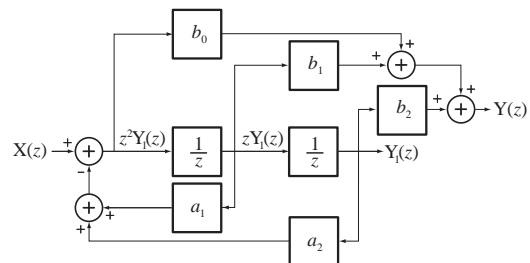 b₀
+ +
b₁ + + +
b₂ + + Y(z)
X(z) + + z²Y₁(z) 1/z zY₁(z) 1/z Y₁(z)
-
+ + a₁
+ a₂